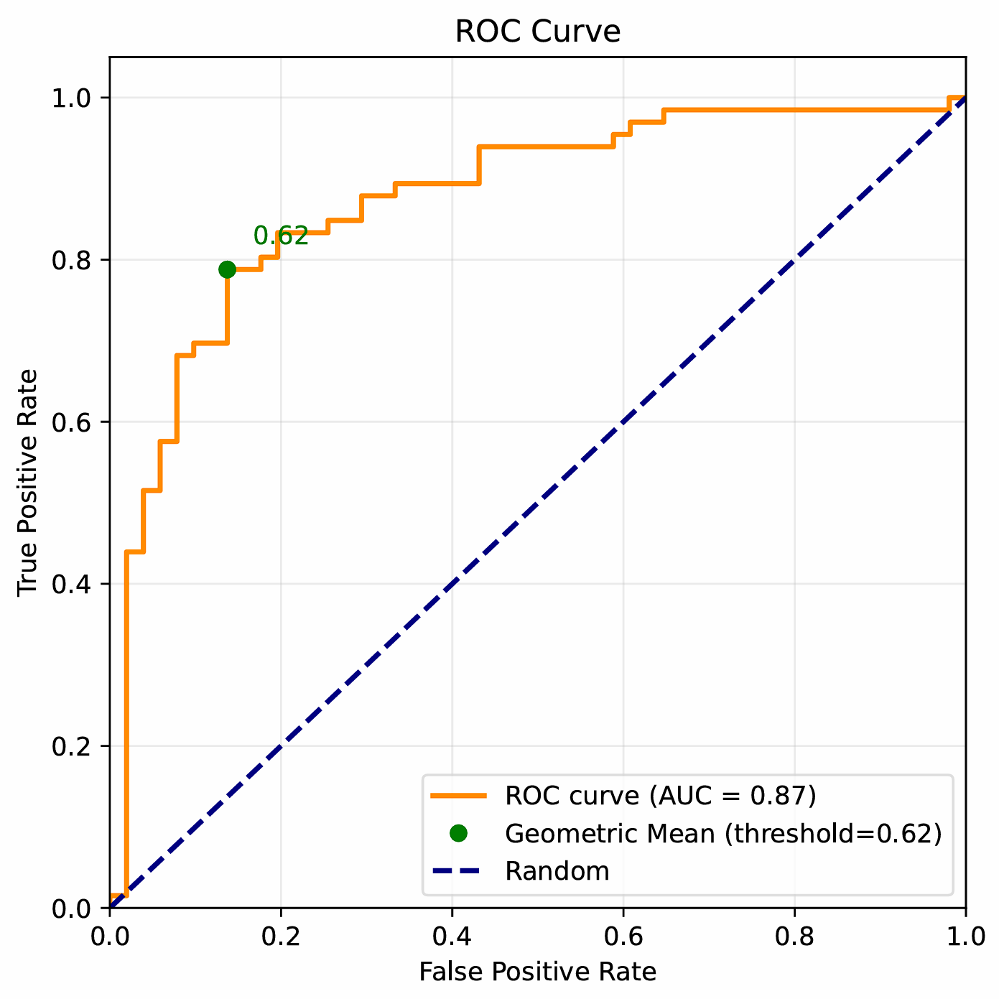 ROC Curve
1.0
0.8
0.6
0.4
0.2
0.0
True Positive Rate
0.62
ROC curve (AUC = 0.87)
Geometric Mean (threshold=0.62)
Random
0.0 0.2 0.4 0.6 0.8 1.0
False Positive Rate